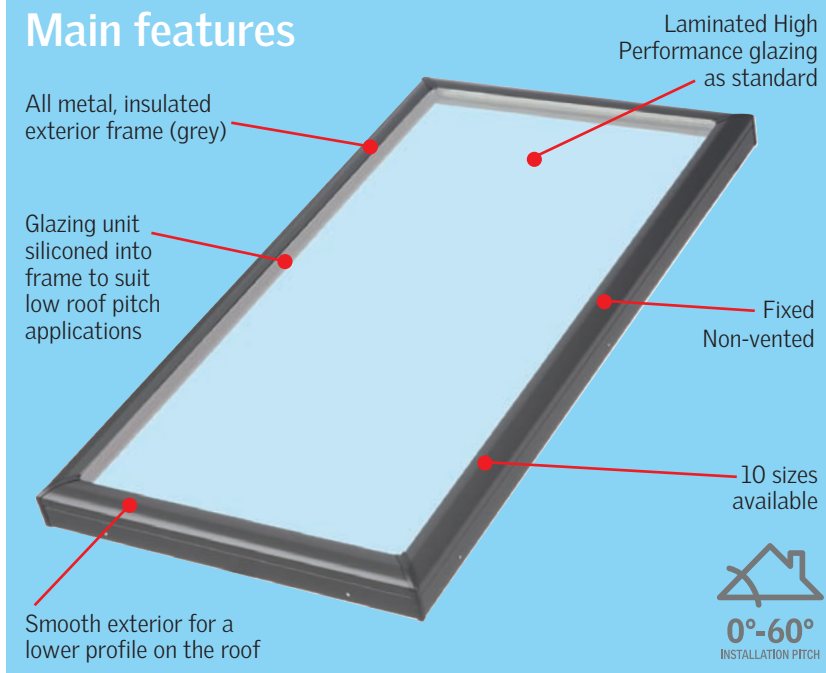 Main features
Laminated High
Performance glazing
as standard
All metal, insulated
exterior frame (grey)
Glazing unit
siliconed into
frame to suit
low roof pitch
applications
Fixed
Non-vented
10 sizes
available
Smooth exterior for a
lower profile on the roof
0°-60°
INSTALLATION PITCH